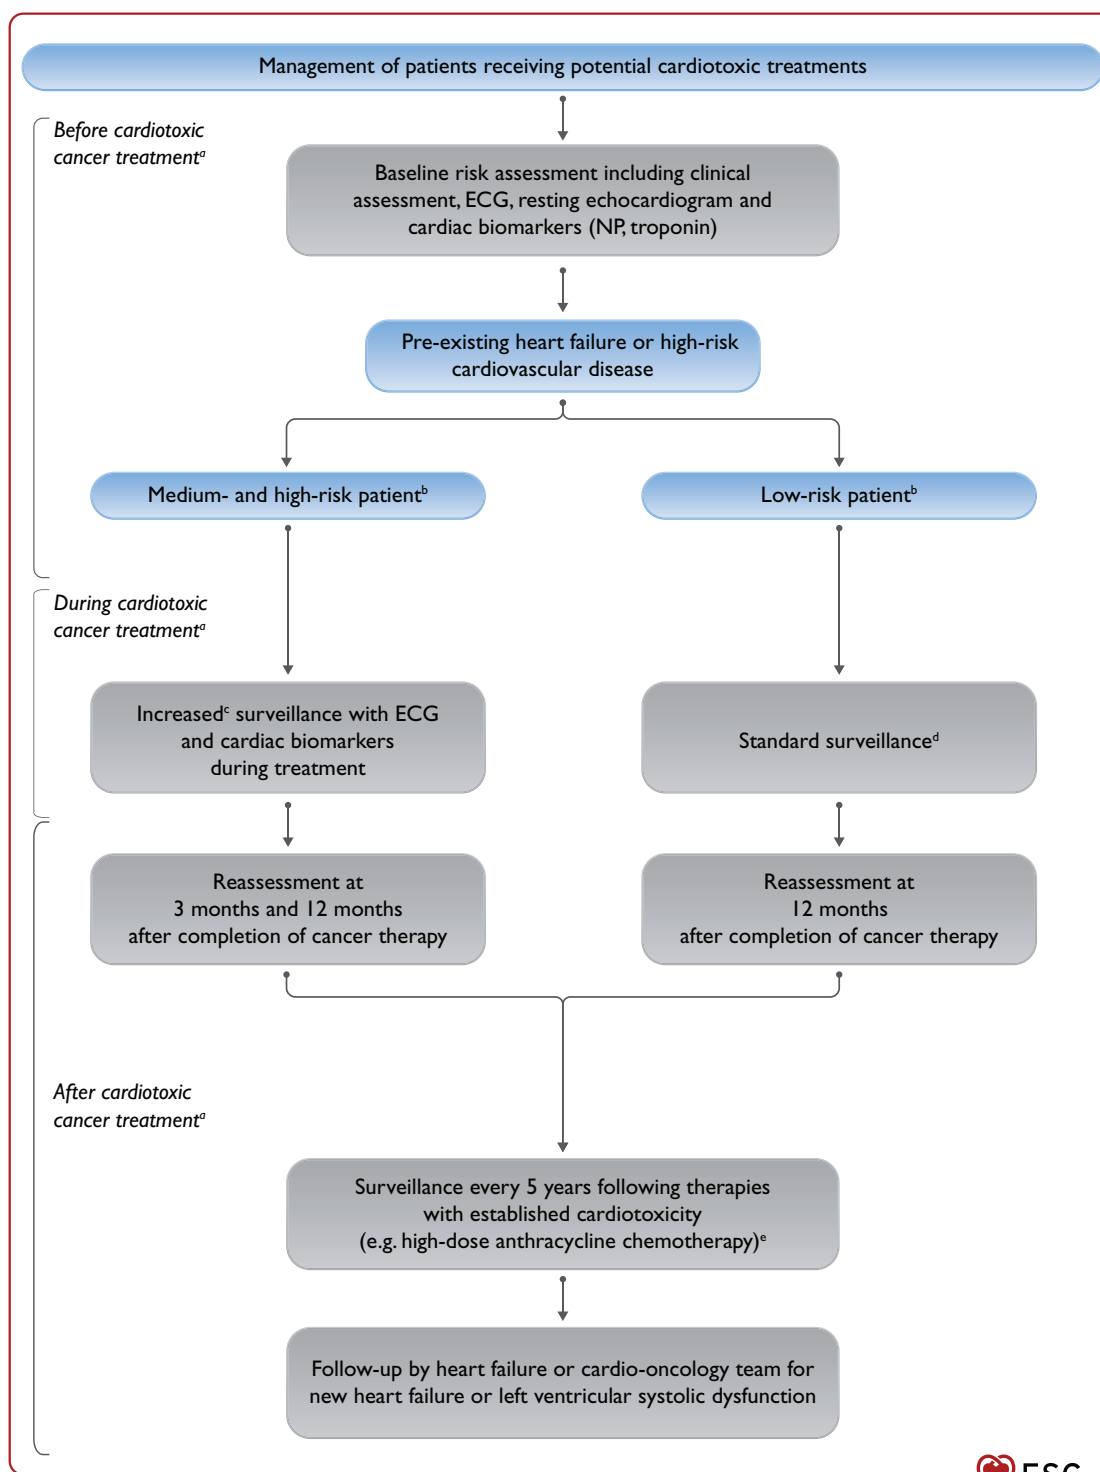 Management of patients receiving potential cardiotoxic treatments
Before cardiotoxic
cancer treatmentᵃ
Baseline risk assessment including clinical
assessment, ECG, resting echocardiogram and
cardiac biomarkers (NP, troponin)
Pre-existing heart failure or high-risk
cardiovascular disease
Medium- and high-risk patientᵇ
Low-risk patientᵇ
During cardiotoxic
cancer treatmentᵃ
Increasedᶜ surveillance with ECG
and cardiac biomarkers
during treatment
Standard surveillanceᵈ
Reassessment at
3 months and 12 months
after completion of cancer therapy
Reassessment at
12 months
after completion of cancer therapy
After cardiotoxic
cancer treatmentᵃ
Surveillance every 5 years following therapies
with established cardiotoxicity
(e.g. high-dose anthracycline chemotherapy)ᵉ
Follow-up by heart failure or cardio-oncology team for
new heart failure or left ventricular systolic dysfunction
ESC